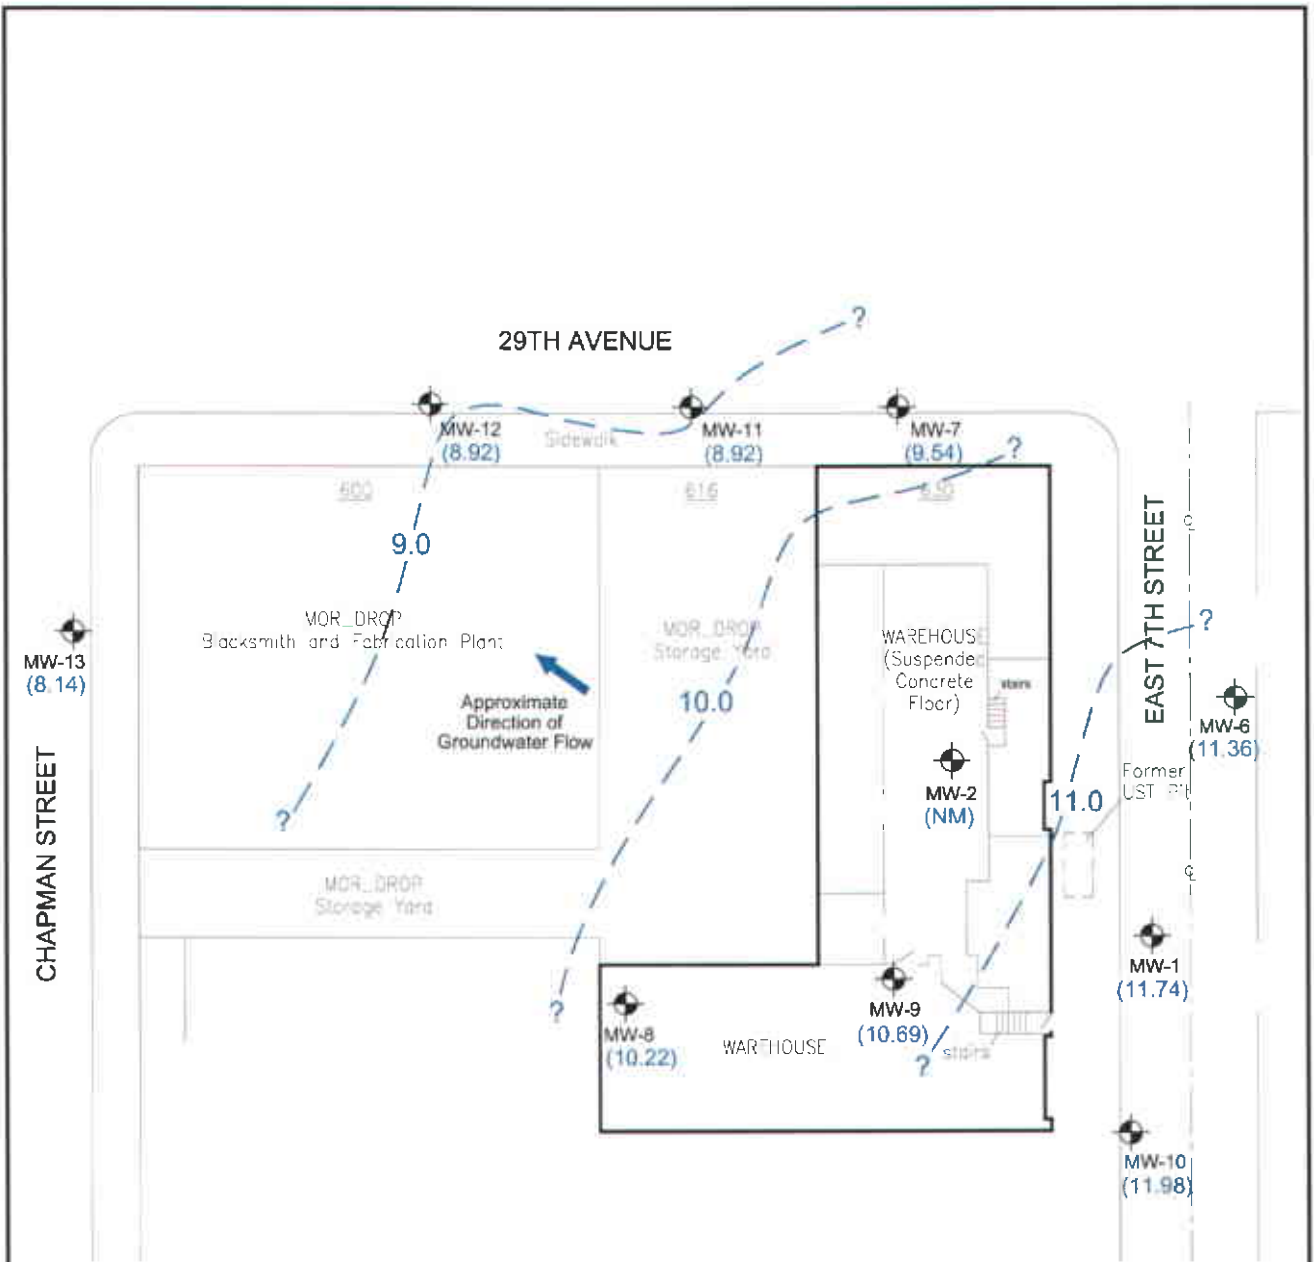 ?
29TH AVENUE
MW-12
(8.92)
Sidewalk
MW-11
(8.92)
MW-7
(9.54)
?
600
616
630
9.0
EAST 7TH STREET
MOR_DROP
Blacksmith and Fabrication Plant
MOR_DROP
Storage Yard
WAREHOUSE
(Suspended
Concrete
Floor)
stairs
?
MW-13
(8.14)
Approximate
Direction of
Groundwater Flow
10.0
MW-6
(11.36)
MW-2
(NM)
11.0
Former
UST Pit
?
CHAPMAN STREET
MOR_DROP
Storage Yard
MW-1
(11.74)
?
MW-8
(10.22)
WAREHOUSE
MW-9
(10.69)
?
stairs
MW-10
(11.98)